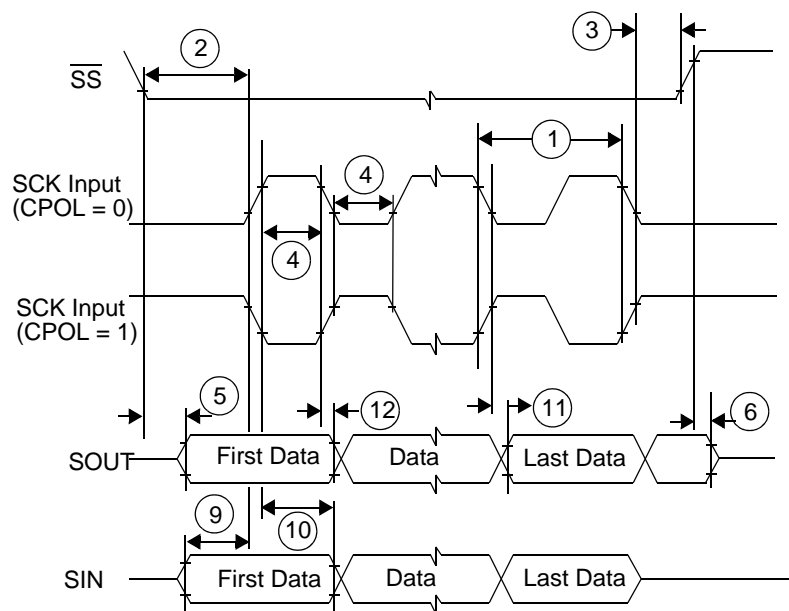 2
3
SS
1
SCK Input
(CPOL = 0)
4
4
SCK Input
(CPOL = 1)
5
12
11
6
SOUT
First Data
Data
Last Data
9
10
SIN
First Data
Data
Last Data